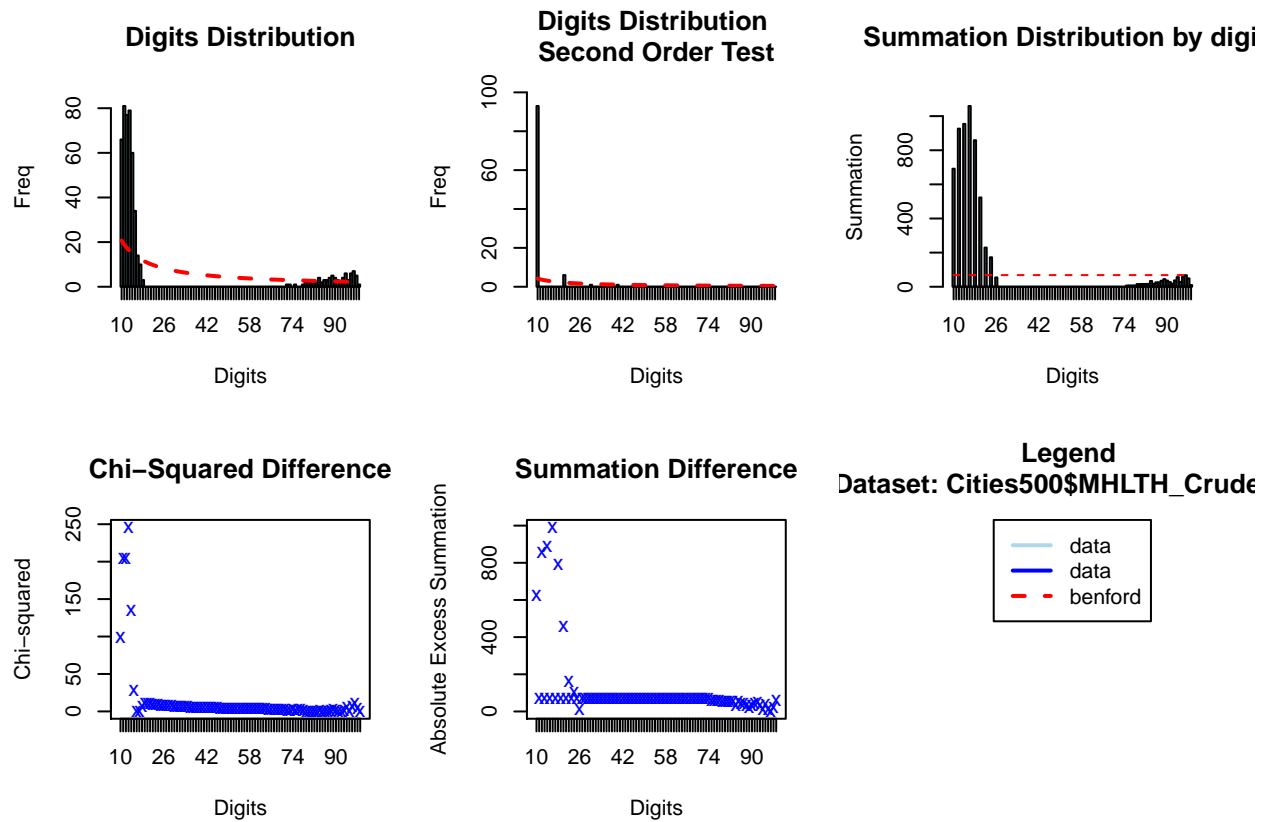 Digits Distribution
Freq
0 20 40 60 80
10 26 42 58 74 90
Digits
Digits Distribution
Second Order Test
Freq
0 20 60 100
10 26 42 58 74 90
Digits
Summation Distribution by digi
Summation
0 400 800
10 26 42 58 74 90
Digits
Chi−Squared Difference
Chi−squared
0 50 150 250
10 26 42 58 74 90
Digits
Summation Difference
Absolute Excess Summation
0 400 800
10 26 42 58 74 90
Digits
Legend
Dataset: Cities500$MHLTH_Crude
data
data
benford